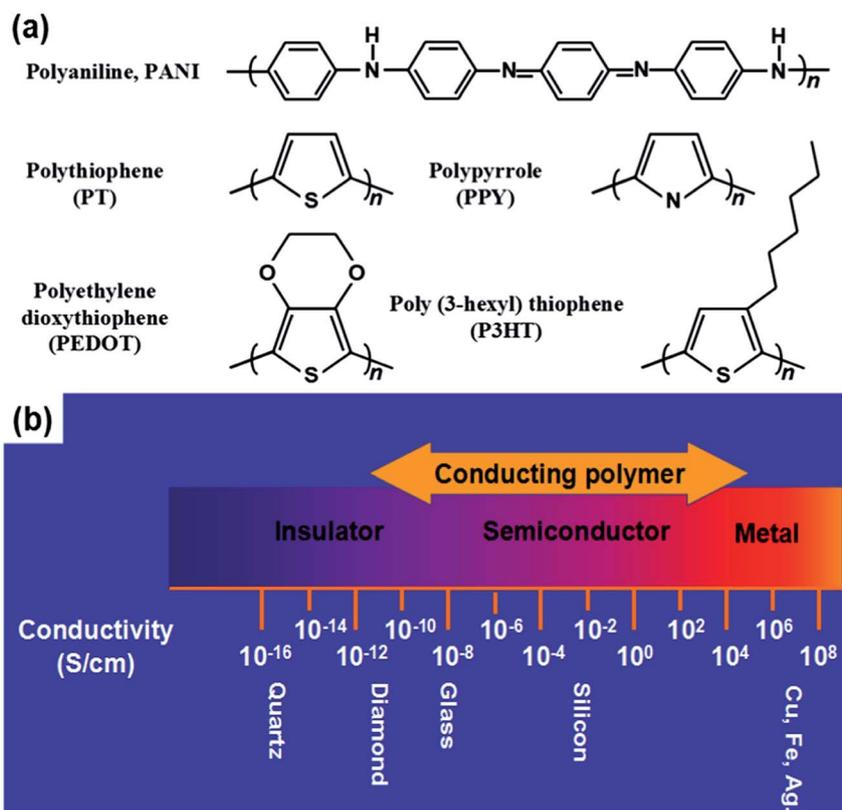 (a)
Polyaniline, PANI
H
N
N
N
H
N
n
Polythiophene
(PT)
S
n
Polypyrrole
(PPY)
N
n
Polyethylene
dioxythiophene
(PEDOT)
O
O
S
n
Poly (3-hexyl) thiophene
(P3HT)
S
n
(b)
Conducting polymer
Insulator
Semiconductor
Metal
Conductivity
(S/cm)
10⁻¹⁶
10⁻¹⁴
10⁻¹²
10⁻¹⁰
10⁻⁸
10⁻⁶
10⁻⁴
10⁻²
10⁰
10²
10⁴
10⁶
10⁸
Quartz
Diamond
Glass
Silicon
Cu, Fe, Ag.